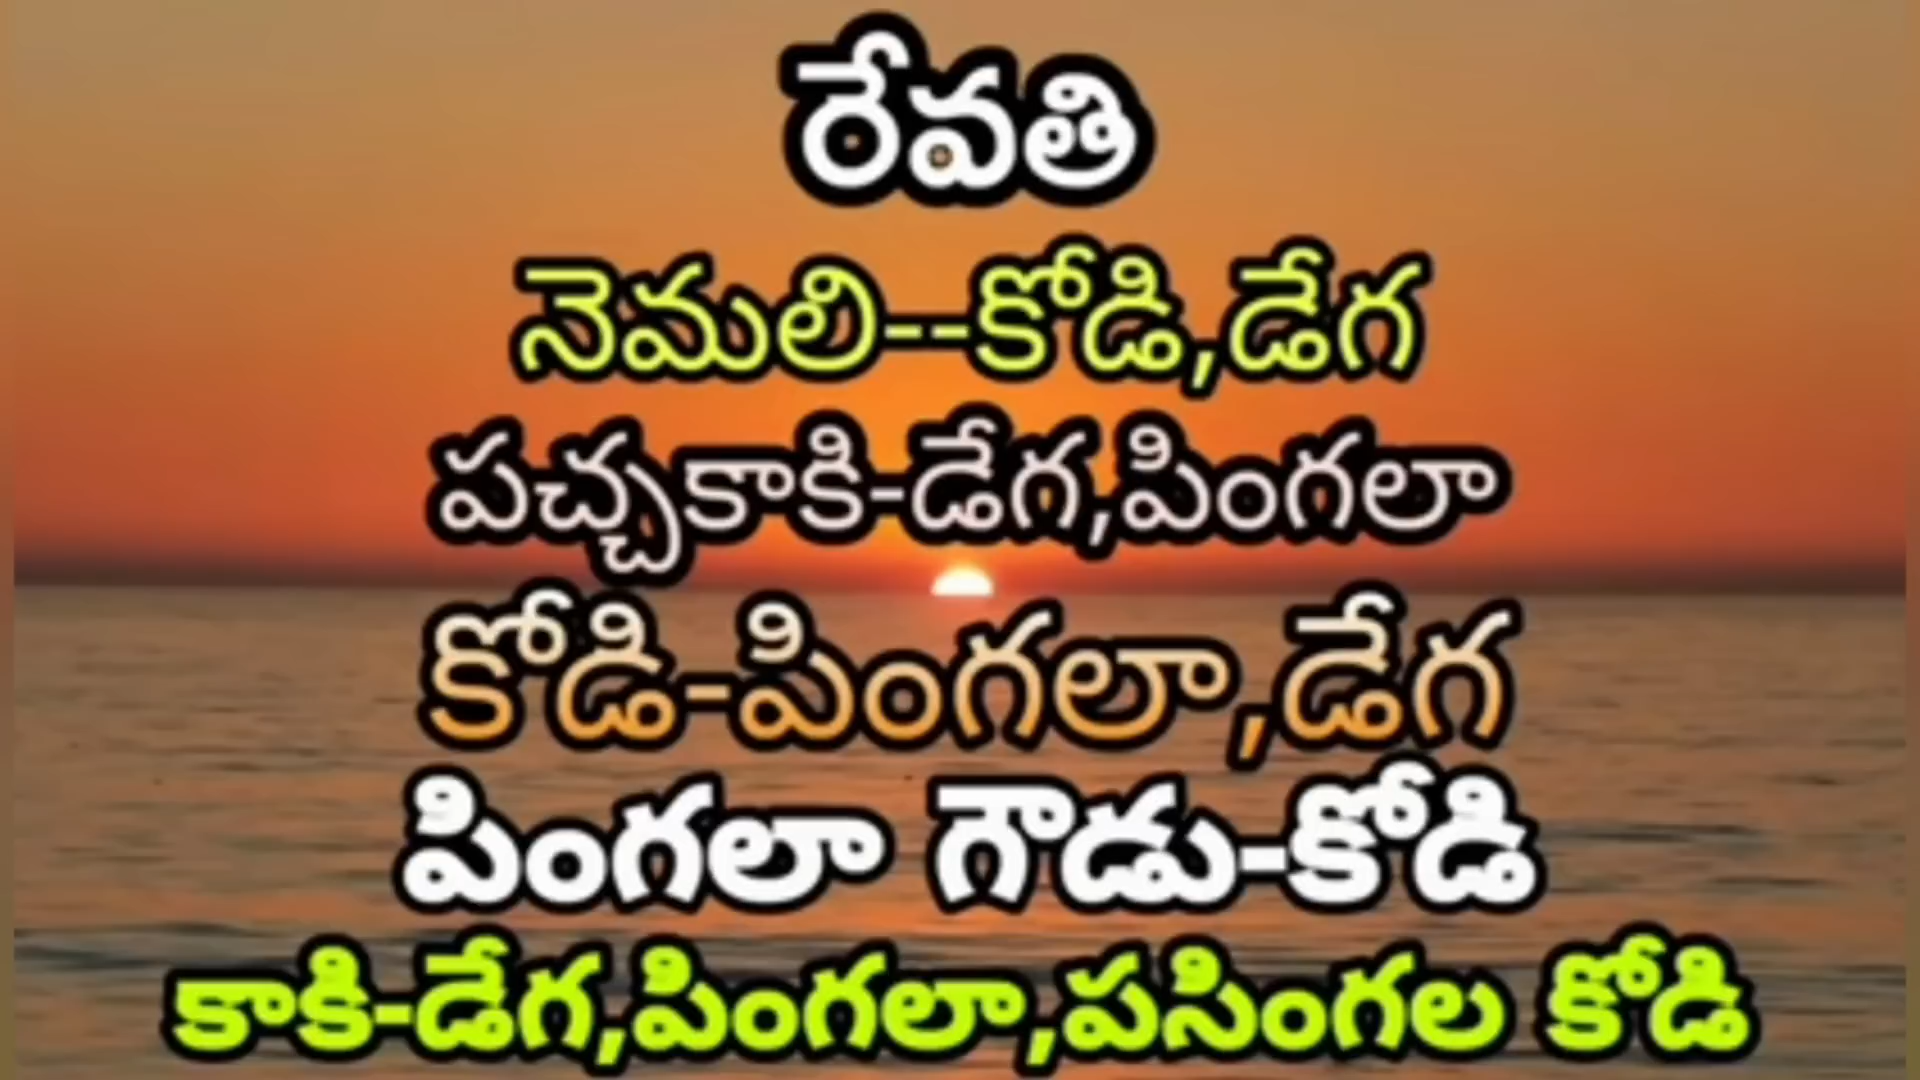 రేవతి
నెమలి--కోడి,డేగ
పచ్చకాకి-డేగ,పింగలా
కోడి-పింగలా,డేగ
పింగలా గౌడు-కోడి
కాకి-డేగ,పింగలా,పసింగల కోడి